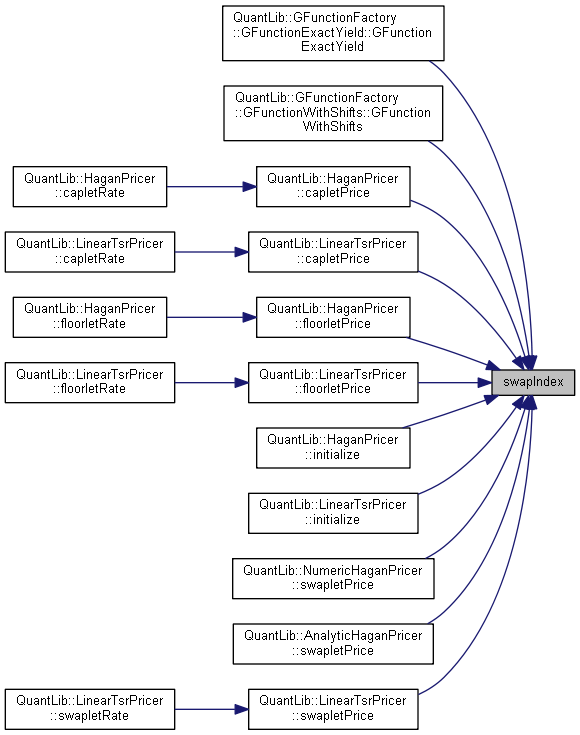 QuantLib::GFunctionFactory
::GFunctionExactYield::GFunction
ExactYield
QuantLib::GFunctionFactory
::GFunctionWithShifts::GFunction
WithShifts
QuantLib::HaganPricer
::capletRate
QuantLib::HaganPricer
::capletPrice
QuantLib::LinearTsrPricer
::capletRate
QuantLib::LinearTsrPricer
::capletPrice
QuantLib::HaganPricer
::floorletRate
QuantLib::HaganPricer
::floorletPrice
QuantLib::LinearTsrPricer
::floorletRate
QuantLib::LinearTsrPricer
::floorletPrice
swapIndex
QuantLib::HaganPricer
::initialize
QuantLib::LinearTsrPricer
::initialize
QuantLib::NumericHaganPricer
::swapletPrice
QuantLib::AnalyticHaganPricer
::swapletPrice
QuantLib::LinearTsrPricer
::swapletRate
QuantLib::LinearTsrPricer
::swapletPrice